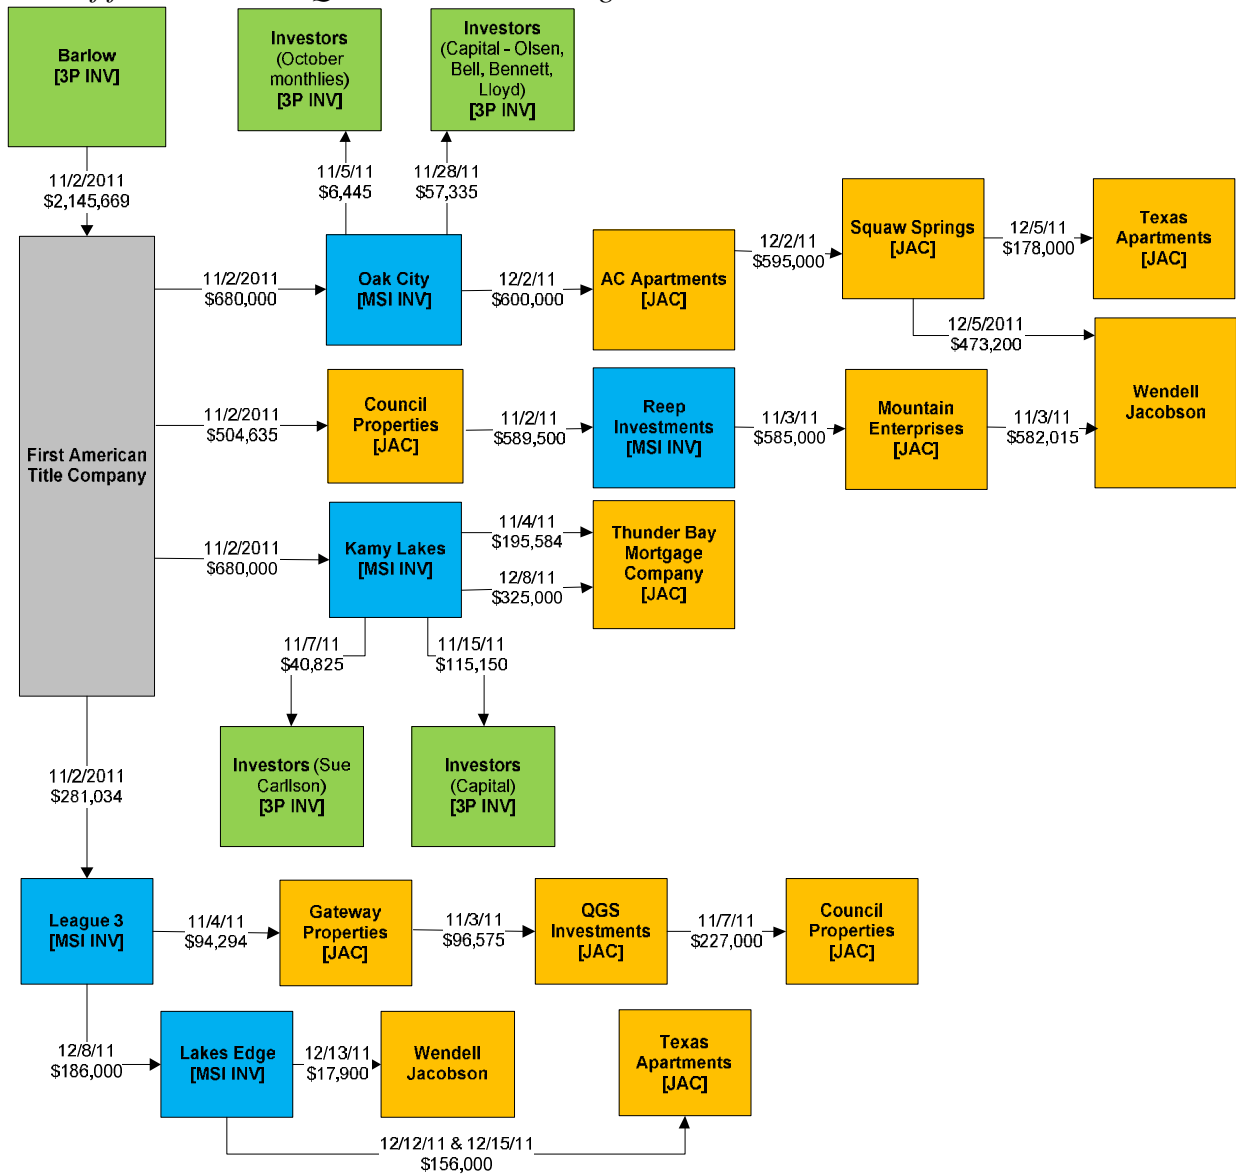 Barlow
[3P INV]
Investors
(October
monthlies)
[3P INV]
Investors
(Capital - Olsen,
Bell, Bennett,
Lloyd)
[3P INV]
11/2/2011
$2,145,669
11/5/11
$6,445
11/28/11
$57,335
First American
Title Company
11/2/2011
$680,000
Oak City
[MSI INV]
12/2/11
$600,000
AC Apartments
[JAC]
12/2/11
$595,000
Squaw Springs
[JAC]
12/5/11
$178,000
Texas
Apartments
[JAC]
12/5/2011
$473,200
11/2/2011
$504,635
Council
Properties
[JAC]
11/2/11
$589,500
Reep
Investments
[MSI INV]
11/3/11
$585,000
Mountain
Enterprises
[JAC]
11/3/11
$582,015
Wendell
Jacobson
11/2/2011
$680,000
Kamy Lakes
[MSI INV]
11/4/11
$195,584
12/8/11
$325,000
Thunder Bay
Mortgage
Company
[JAC]
11/7/11
$40,825
11/15/11
$115,150
Investors (Sue
Carllson)
[3P INV]
Investors
(Capital)
[3P INV]
11/2/2011
$281,034
League 3
[MSI INV]
11/4/11
$94,294
Gateway
Properties
[JAC]
11/3/11
$96,575
QGS
Investments
[JAC]
11/7/11
$227,000
Council
Properties
[JAC]
12/8/11
$186,000
Lakes Edge
[MSI INV]
12/13/11
$17,900
Wendell
Jacobson
Texas
Apartments
[JAC]
12/12/11 & 12/15/11
$156,000